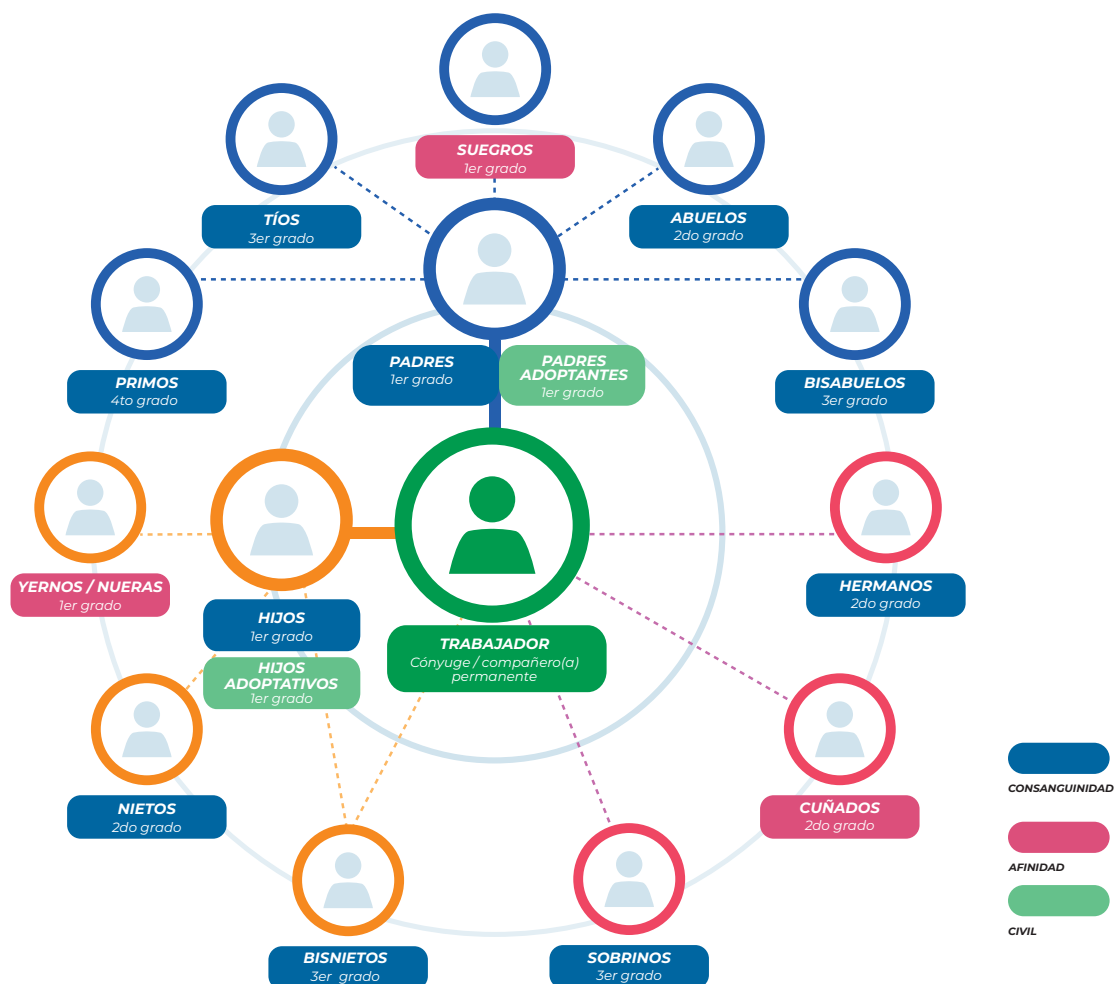 SUEGROS
1er grado
TÍOS
3er grado
ABUELOS
2do grado
PADRES
1er grado
PADRES
ADOPTANTES
1er grado
PRIMOS
4to grado
BISABUELOS
3er grado
YERNOS / NUERAS
1er grado
HIJOS
1er grado
HERMANOS
2do grado
TRABAJADOR
Cónyuge / compañero(a)
permanente
HIJOS
ADOPTATIVOS
1er grado
NIETOS
2do grado
CUÑADOS
2do grado
BISNIETOS
3er grado
SOBRINOS
3er grado
CONSANGUINIDAD
AFINIDAD
CIVIL